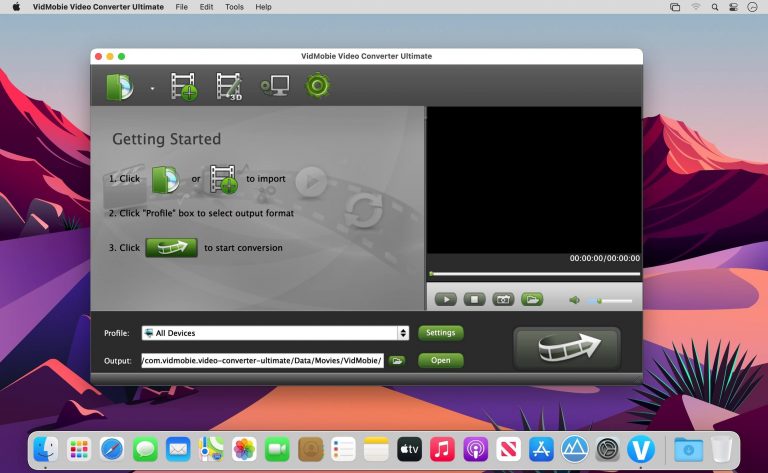 VidMobie Video Converter Ultimate File Edit Tools Help
VidMobie Video Converter Ultimate
3D
Getting Started
1. Click or to import
2. Click "Profile" box to select output format
3. Click to start conversion
00:00:00/00:00:00
Profile: All Devices Settings
Output: /com.vidmobie.video-converter-ultimate/Data/Movies/VidMobie/ Open
tv